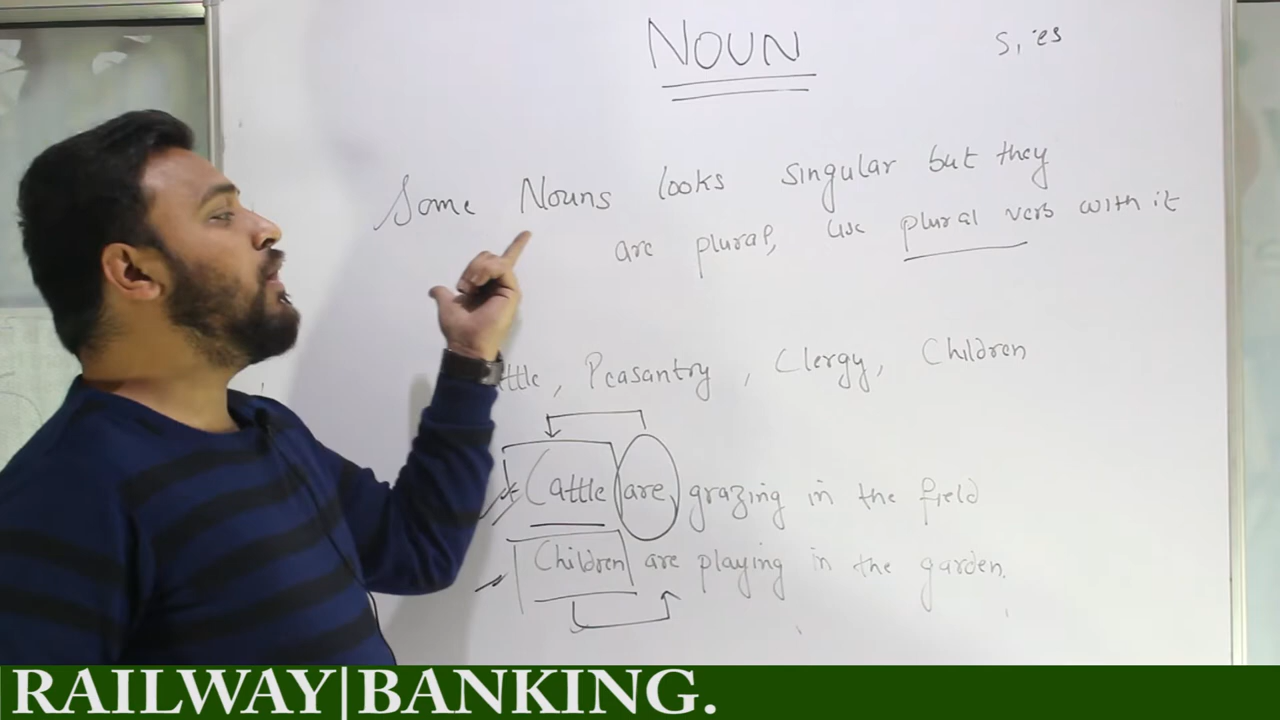 NOUN
s, es
Some Nouns looks singular but they
are plural, use plural verb with it
ttle, Peasantry, Clergy, Children
Cattle are grazing in the field
Children are playing in the garden.
RAILWAY|BANKING.